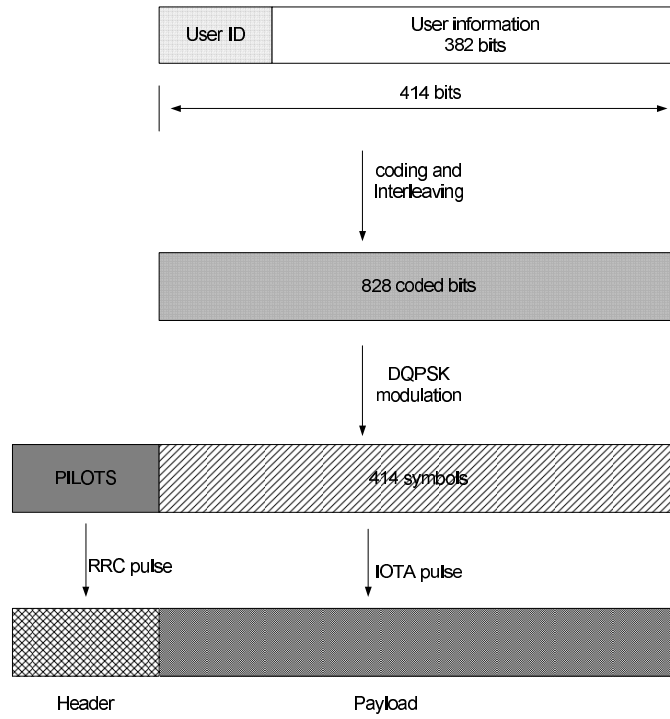 User ID
User information
382 bits
414 bits
coding and
Interleaving
828 coded bits
DQPSK
modulation
PILOTS
414 symbols
RRC pulse
IOTA pulse
Header
Payload